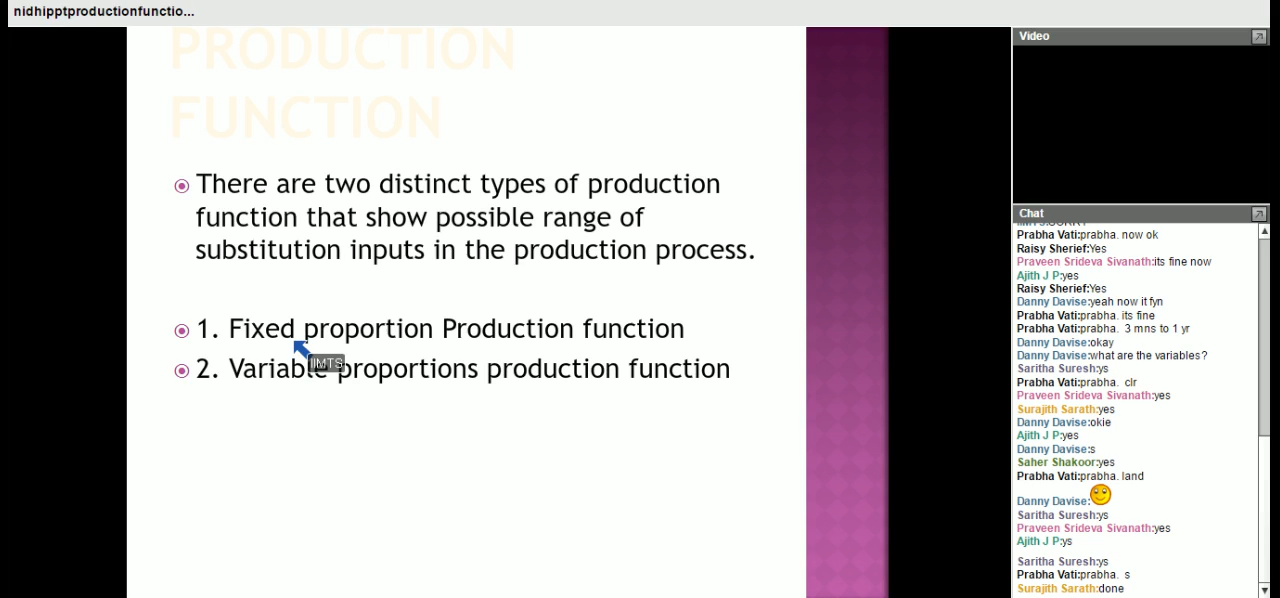 nidhipptproductionfunctio...
PRODUCTION
FUNCTION
There are two distinct types of production
function that show possible range of
substitution inputs in the production process.
1. Fixed proportion Production function
IIMTS
2. Variable proportions production function
Video
Chat
Prabha Vati:prabha. now ok
Raisy Sherief:Yes
Praveen Srideva Sivanath:its fine now
Ajith J P:yes
Raisy Sherief:Yes
Danny Davise:yeah now it fyn
Prabha Vati:prabha. its fine
Prabha Vati:prabha. 3 mns to 1 yr
Danny Davise:okay
Danny Davise:what are the variables?
Saritha Suresh:ys
Prabha Vati:prabha. clr
Praveen Srideva Sivanath:yes
Surajith Sarath:yes
Danny Davise:okie
Ajith J P:yes
Danny Davise:s
Saher Shakoor:yes
Prabha Vati:prabha. land
Danny Davise:
Saritha Suresh:ys
Praveen Srideva Sivanath:yes
Ajith J P:ys
Saritha Suresh:ys
Prabha Vati:prabha. s
Surajith Sarath:done